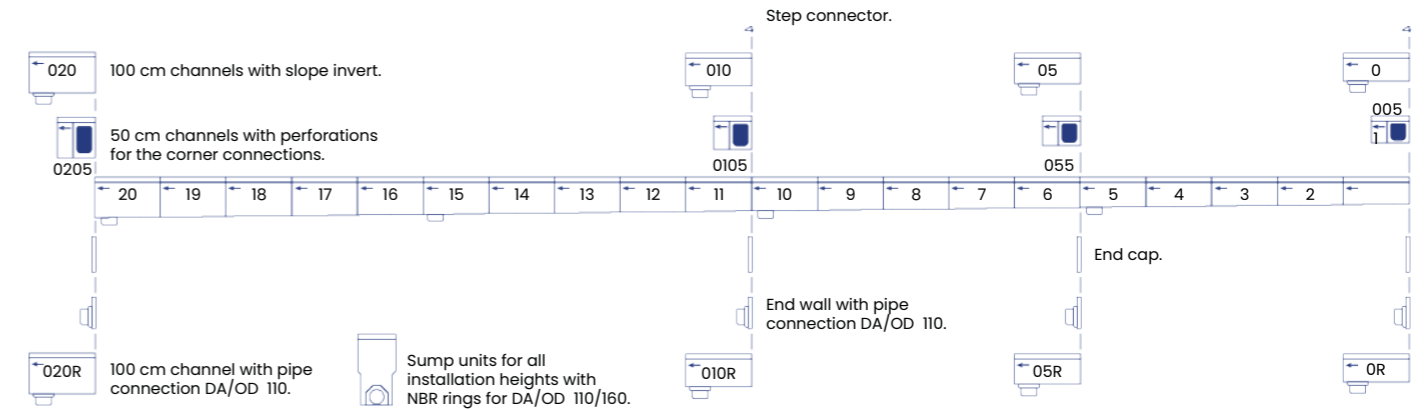 Step connector.
020
100 cm channels with slope invert.
010
05
0
005
1
50 cm channels with perforations
for the corner connections.
0205
0105
055
20 19 18 17 16 15 14 13 12 11 10 9 8 7 6 5 4 3 2
End cap.
End wall with pipe
connection DA/OD 110.
020R
100 cm channel with pipe
connection DA/OD 110.
Sump units for all
installation heights with
NBR rings for DA/OD 110/160.
010R
05R
0R